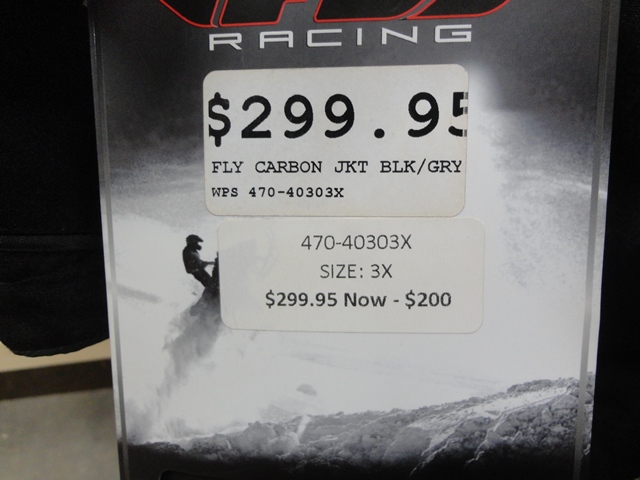 RACING
$299.95
FLY CARBON JKT BLK/GRY
WPS 470-40303X
470-40303X
SIZE: 3X
$299.95 Now - $200